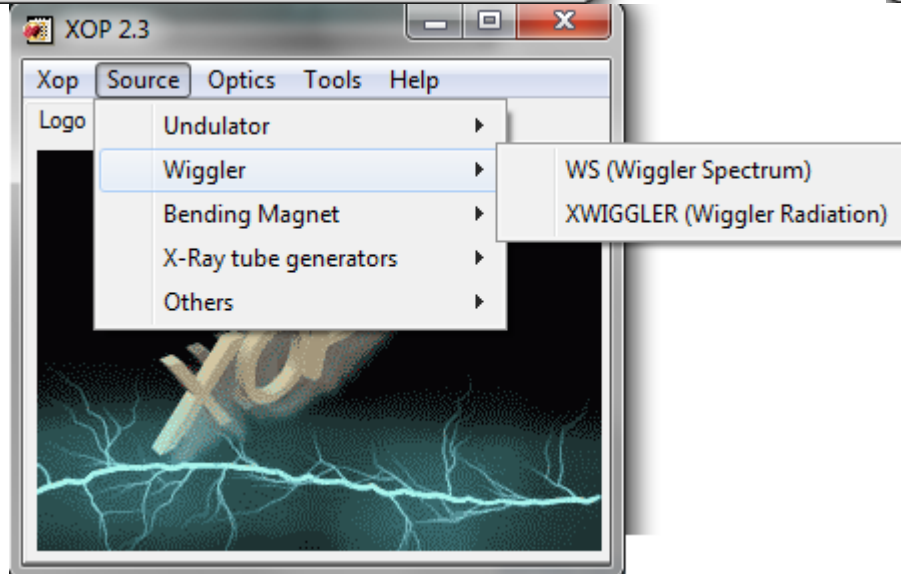 XOP 2.3
Xop Source Optics Tools Help
Logo
Undulator
Wiggler
WS (Wiggler Spectrum)
XWIGGLER (Wiggler Radiation)
Bending Magnet
X-Ray tube generators
Others
XOP